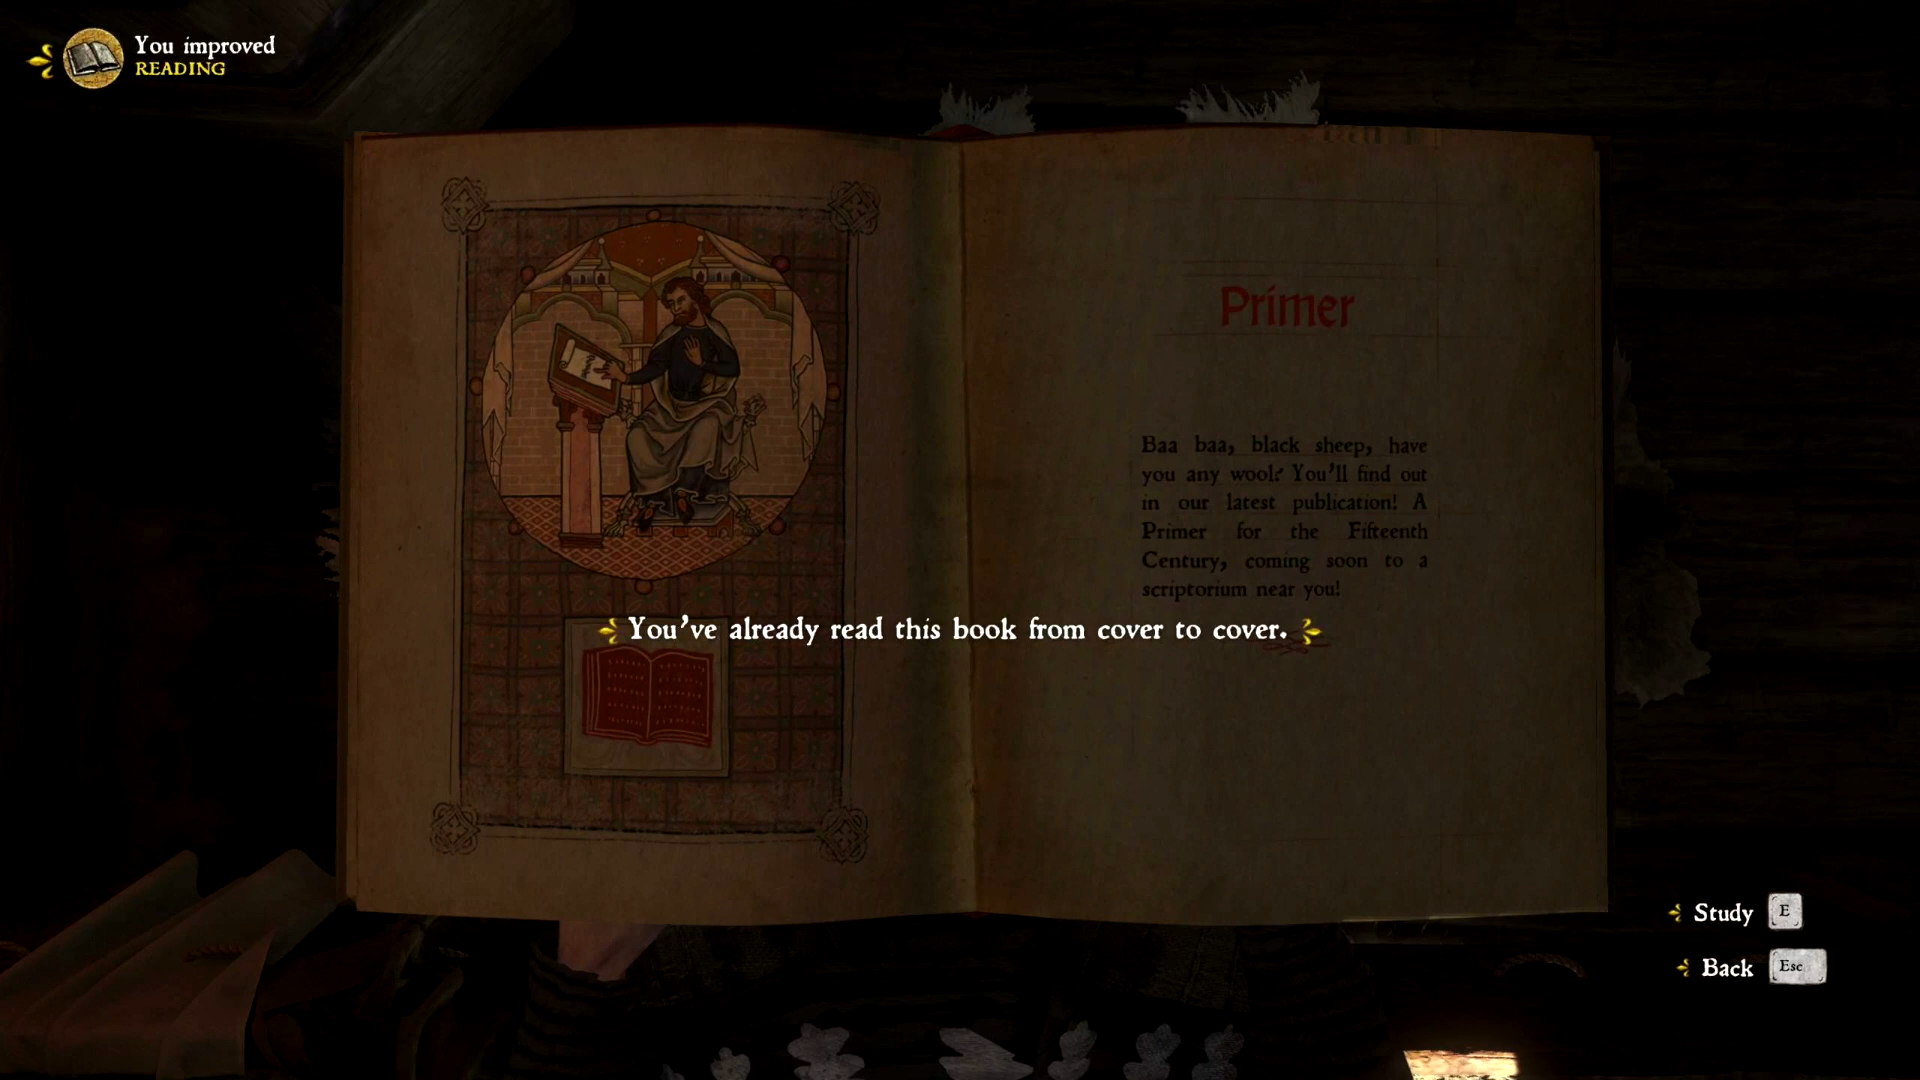 You improved
READING
Primer
Baa baa, black sheep, have
you any wool? You'll find out
in our latest publication! A
Primer for the Fifteenth
Century, coming soon to a
scriptorium near you!
You've already read this book from cover to cover.
Study E
Back Esc